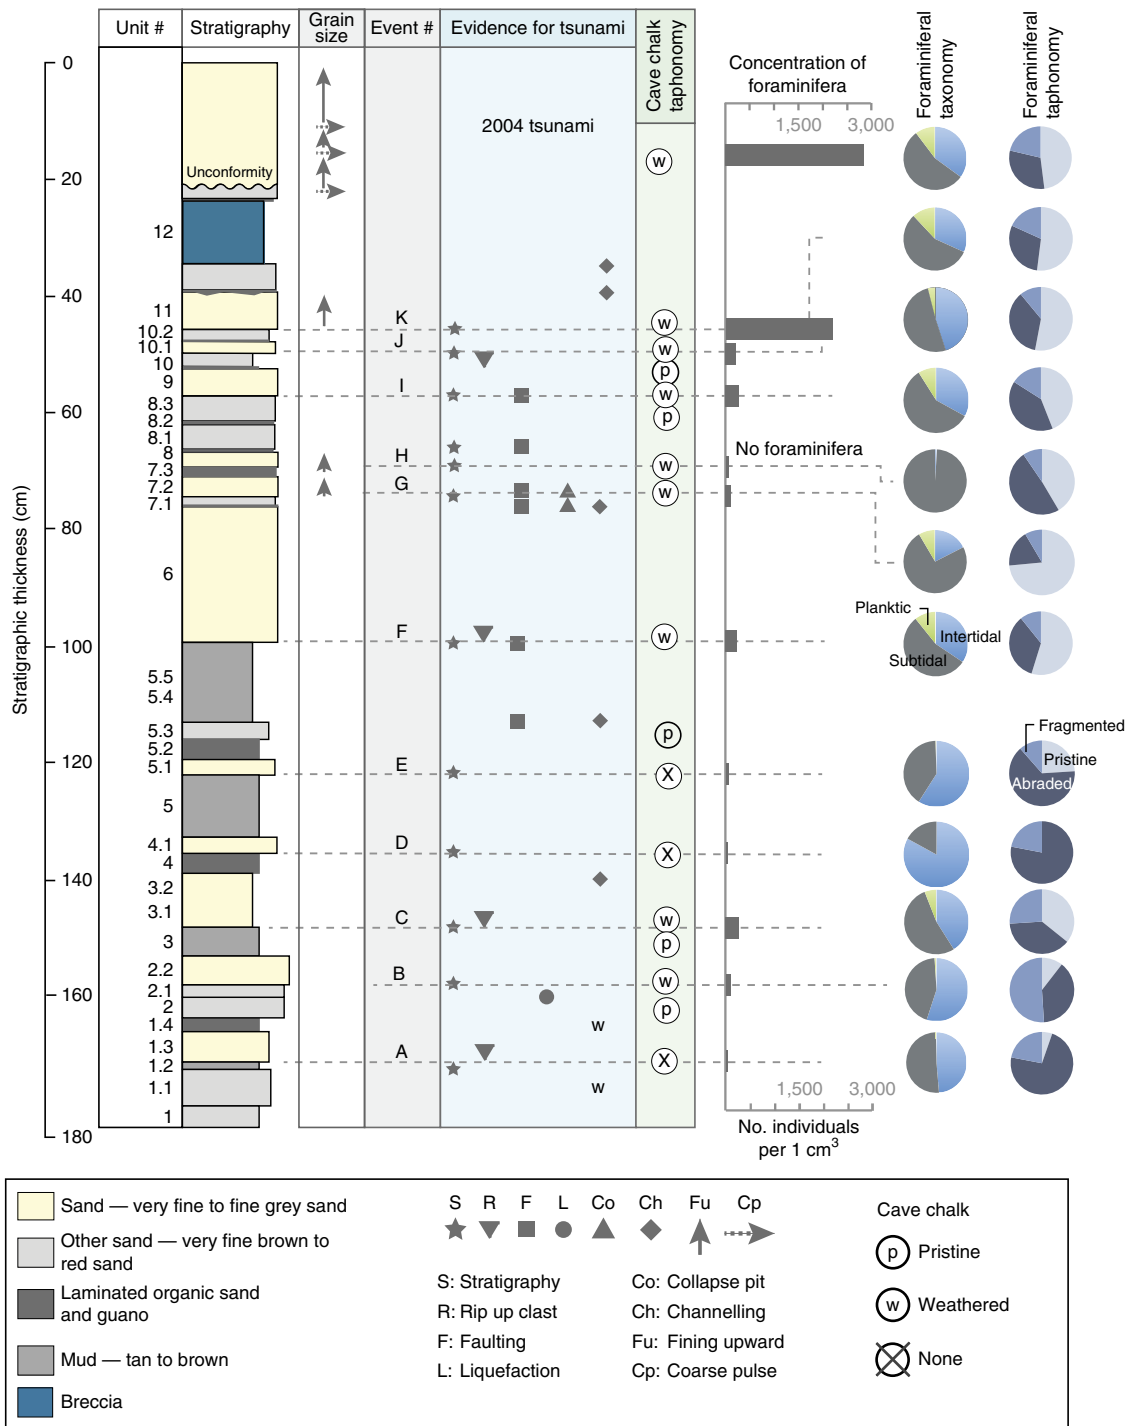 Unit #
Stratigraphy
Grain
size
Event #
Evidence for tsunami
Cave chalk
taphonomy
Concentration of
foraminifera
Foraminiferal
taxonomy
Foraminiferal
taphonomy
1,500
3,000
Stratigraphic thickness (cm)
0
20
40
60
80
100
120
140
160
180
2004 tsunami
Unconformity
12
11
10.2
10.1
10
9
8.3
8.2
8.1
8
7.3
7.2
7.1
6
5.5
5.4
5.3
5.2
5.1
5
4.1
4
3.2
3.1
3
2.2
2.1
2
1.4
1.3
1.2
1.1
1
K
J
I
H
G
F
E
D
C
B
A
w
w
w
w
p
w
p
w
w
w
p
X
X
w
p
w
p
w
X
w
No foraminifera
Planktic
Intertidal
Subtidal
Fragmented
Pristine
Abraded
1,500
3,000
No. individuals
per 1 cm3
Sand — very fine to fine grey sand
Other sand — very fine brown to
red sand
Laminated organic sand
and guano
Mud — tan to brown
Breccia
S R F L Co Ch Fu Cp
S: Stratigraphy
R: Rip up clast
F: Faulting
L: Liquefaction
Co: Collapse pit
Ch: Channelling
Fu: Fining upward
Cp: Coarse pulse
Cave chalk
p Pristine
w Weathered
None